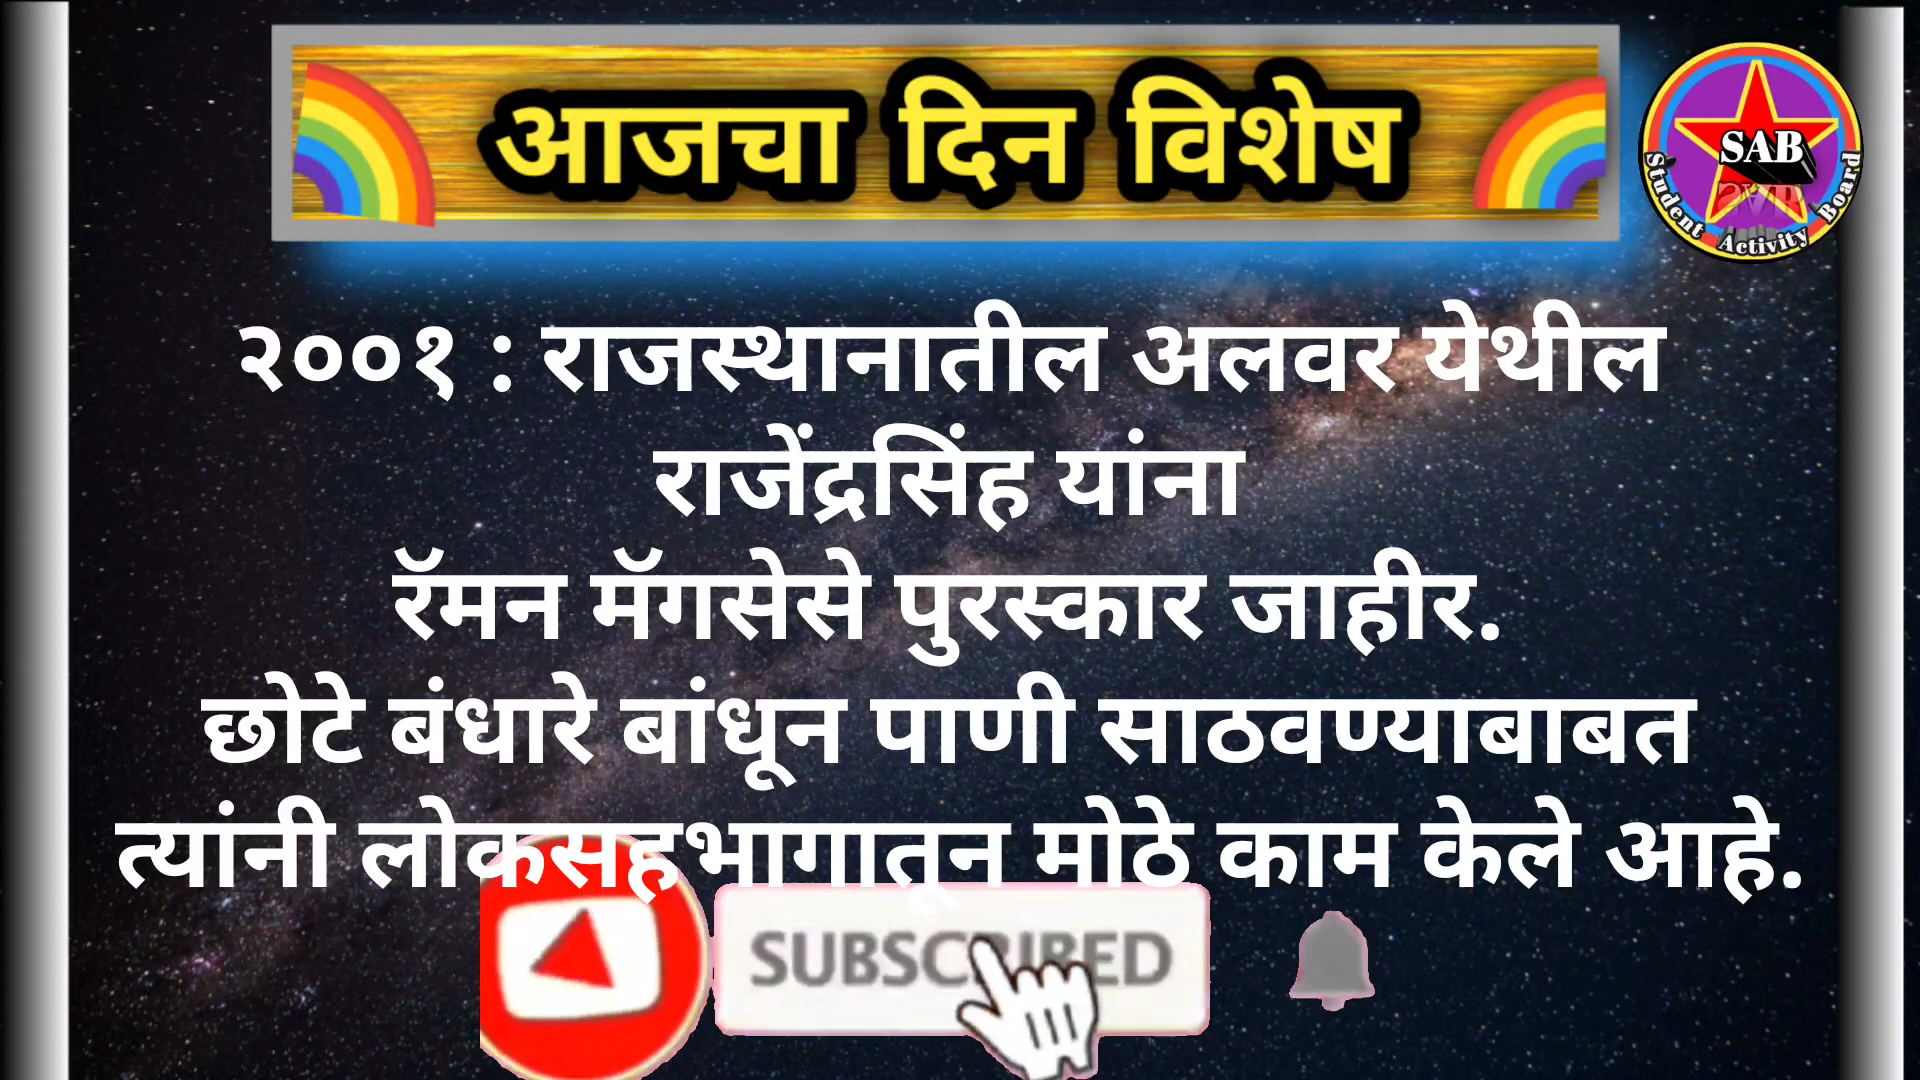 आजचा दिन विशेष
SAB
Student Activity Board
२००१ : राजस्थानातील अलवर येथील
राजेंद्रसिंह यांना
रॅमन मॅगसेसे पुरस्कार जाहीर.
छोटे बंधारे बांधून पाणी साठवण्याबाबत
त्यांनी लोकसहभागातून मोठे काम केले आहे.
SUBSCRIBED